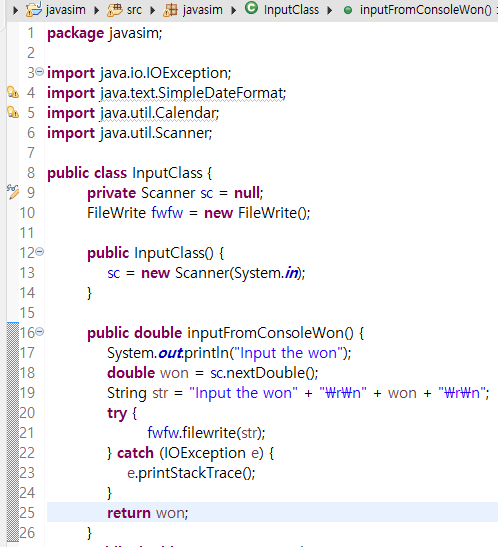 javasim ▸ src ▸ javasim ▸ InputClass ▸ inputFromConsoleWon() :
1 package javasim;
2
3 import java.io.IOException;
4 import java.text.SimpleDateFormat;
5 import java.util.Calendar;
6 import java.util.Scanner;
7
8 public class InputClass {
9 private Scanner sc = null;
10 FileWrite fwfw = new FileWrite();
11
12 public InputClass() {
13 sc = new Scanner(System.in);
14 }
15
16 public double inputFromConsoleWon() {
17 System.out.println("Input the won");
18 double won = sc.nextDouble();
19 String str = "Input the won" + "₩r₩n" + won + "₩r₩n";
20 try {
21 fwfw.filewrite(str);
22 } catch (IOException e) {
23 e.printStackTrace();
24 }
25 return won;
26 }